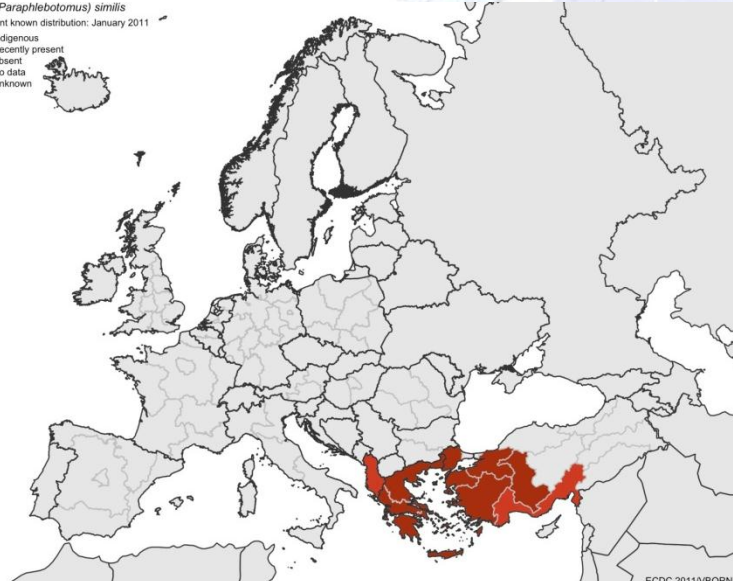 Paraphlebotomus) similis
nt known distribution: January 2011
digenous
ecently present
bsent
o data
nknown
ECDC 2011/VBORN